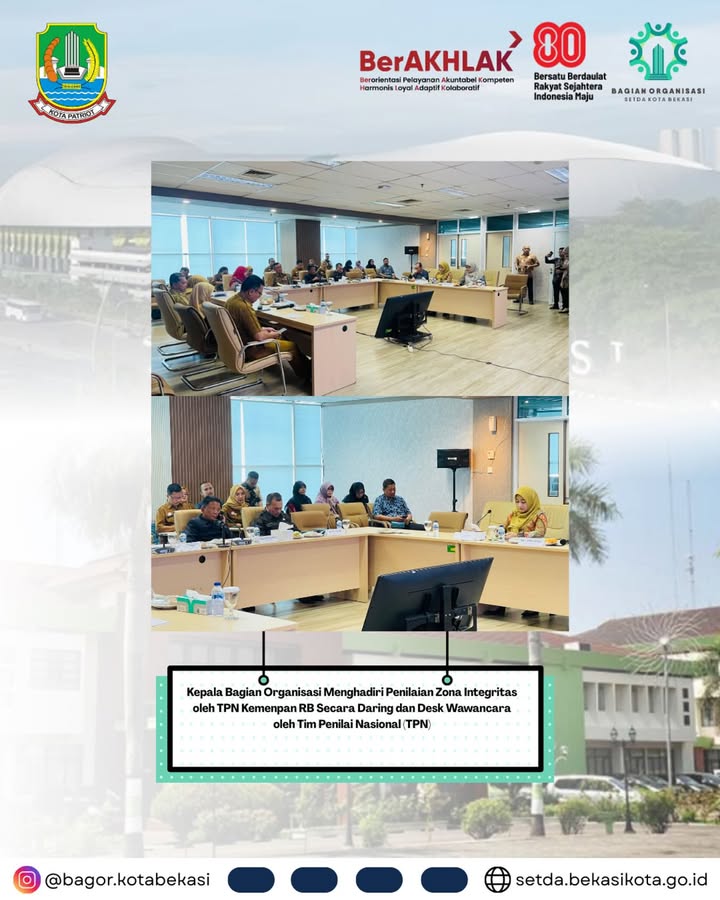 KOTA PATRIOT
BerAKHLAK
Berorientasi Pelayanan Akuntabel Kompeten
Harmonis Loyal Adaptif Kolaboratif
80
Bersatu Berdaulat
Rakyat Sejahtera
Indonesia Maju
BAGIAN ORGANISASI
SETDA KOTA BEKASI
ST
Kepala Bagian Organisasi Menghadiri Penilaian Zona Integritas
oleh TPN Kemenpan RB Secara Daring dan Desk Wawancara
oleh Tim Penilai Nasional (TPN)
@bagor.kotabekasi
setda.bekasikota.go.id